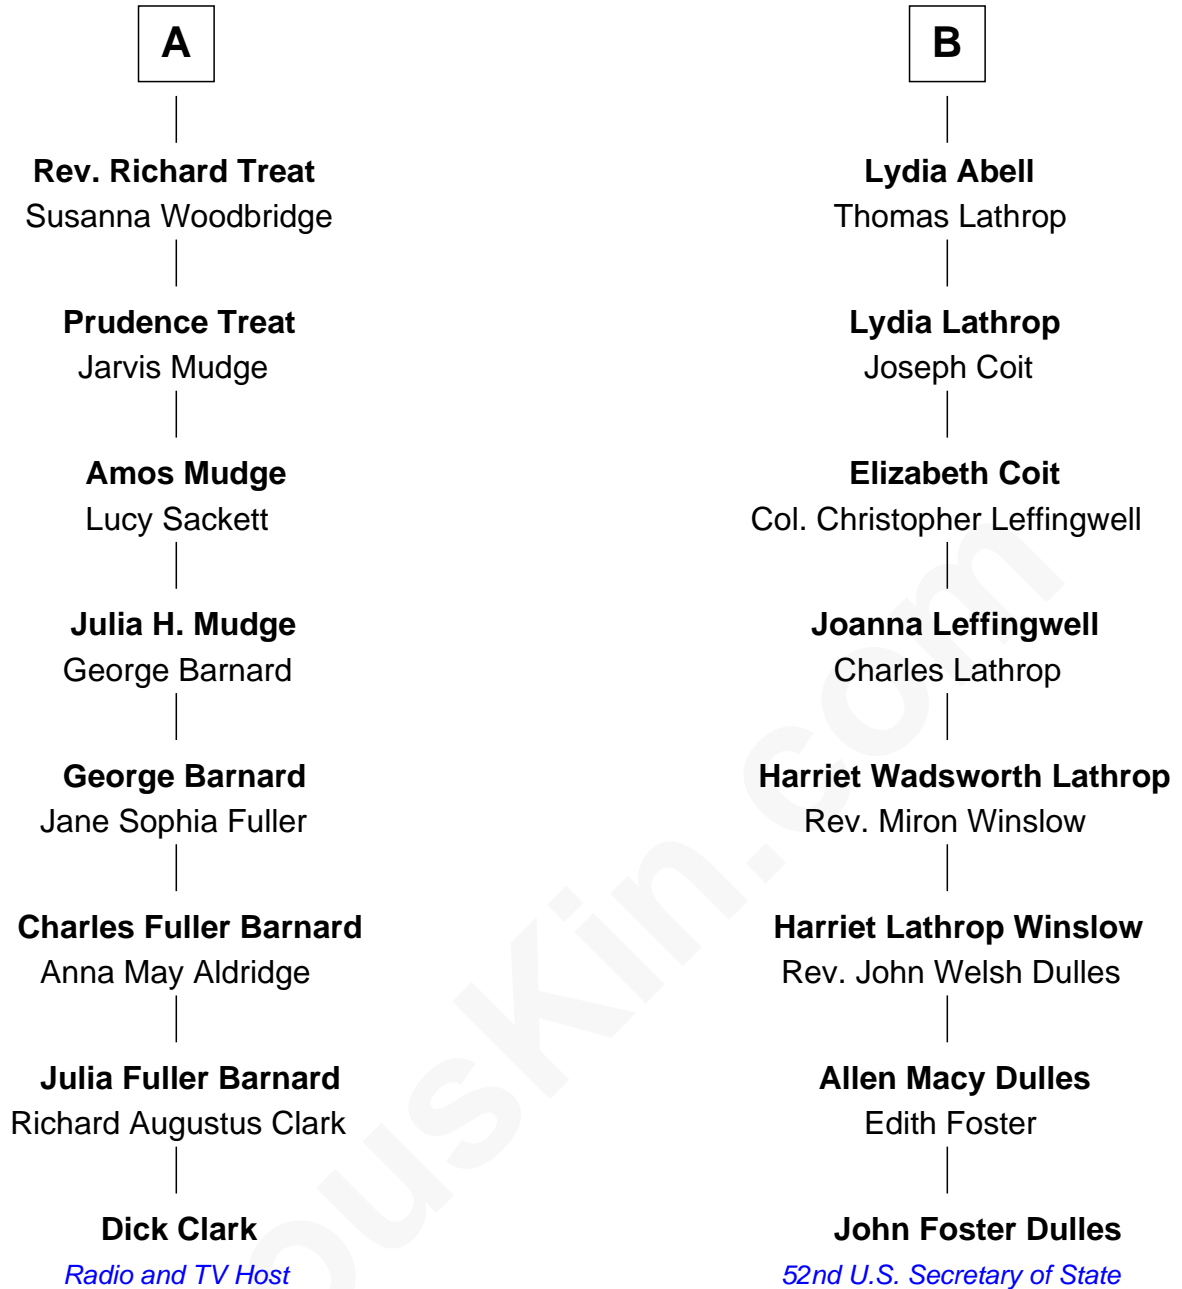 A
Rev. Richard Treat
Susanna Woodbridge
Prudence Treat
Jarvis Mudge
Amos Mudge
Lucy Sackett
Julia H. Mudge
George Barnard
George Barnard
Jane Sophia Fuller
Charles Fuller Barnard
Anna May Aldridge
Julia Fuller Barnard
Richard Augustus Clark
Dick Clark
Radio and TV Host
B
Lydia Abell
Thomas Lathrop
Lydia Lathrop
Joseph Coit
Elizabeth Coit
Col. Christopher Leffingwell
Joanna Leffingwell
Charles Lathrop
Harriet Wadsworth Lathrop
Rev. Miron Winslow
Harriet Lathrop Winslow
Rev. John Welsh Dulles
Allen Macy Dulles
Edith Foster
John Foster Dulles
52nd U.S. Secretary of State
ousKin.com